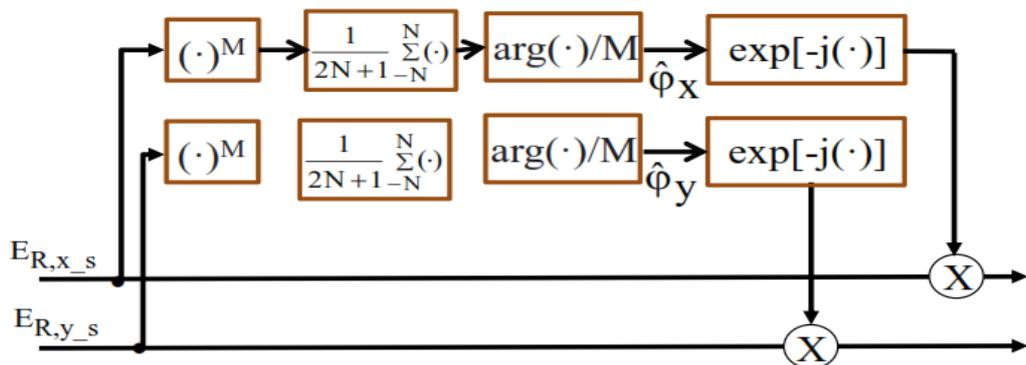 (·)^M 1/(2N+1) Σ_{-N}^{N}(·) arg(·)/M exp[-j(·)]
φ̂_x
(·)^M 1/(2N+1) Σ_{-N}^{N}(·) arg(·)/M exp[-j(·)]
φ̂_y
E_{R,x_s}
X
E_{R,y_s}
X